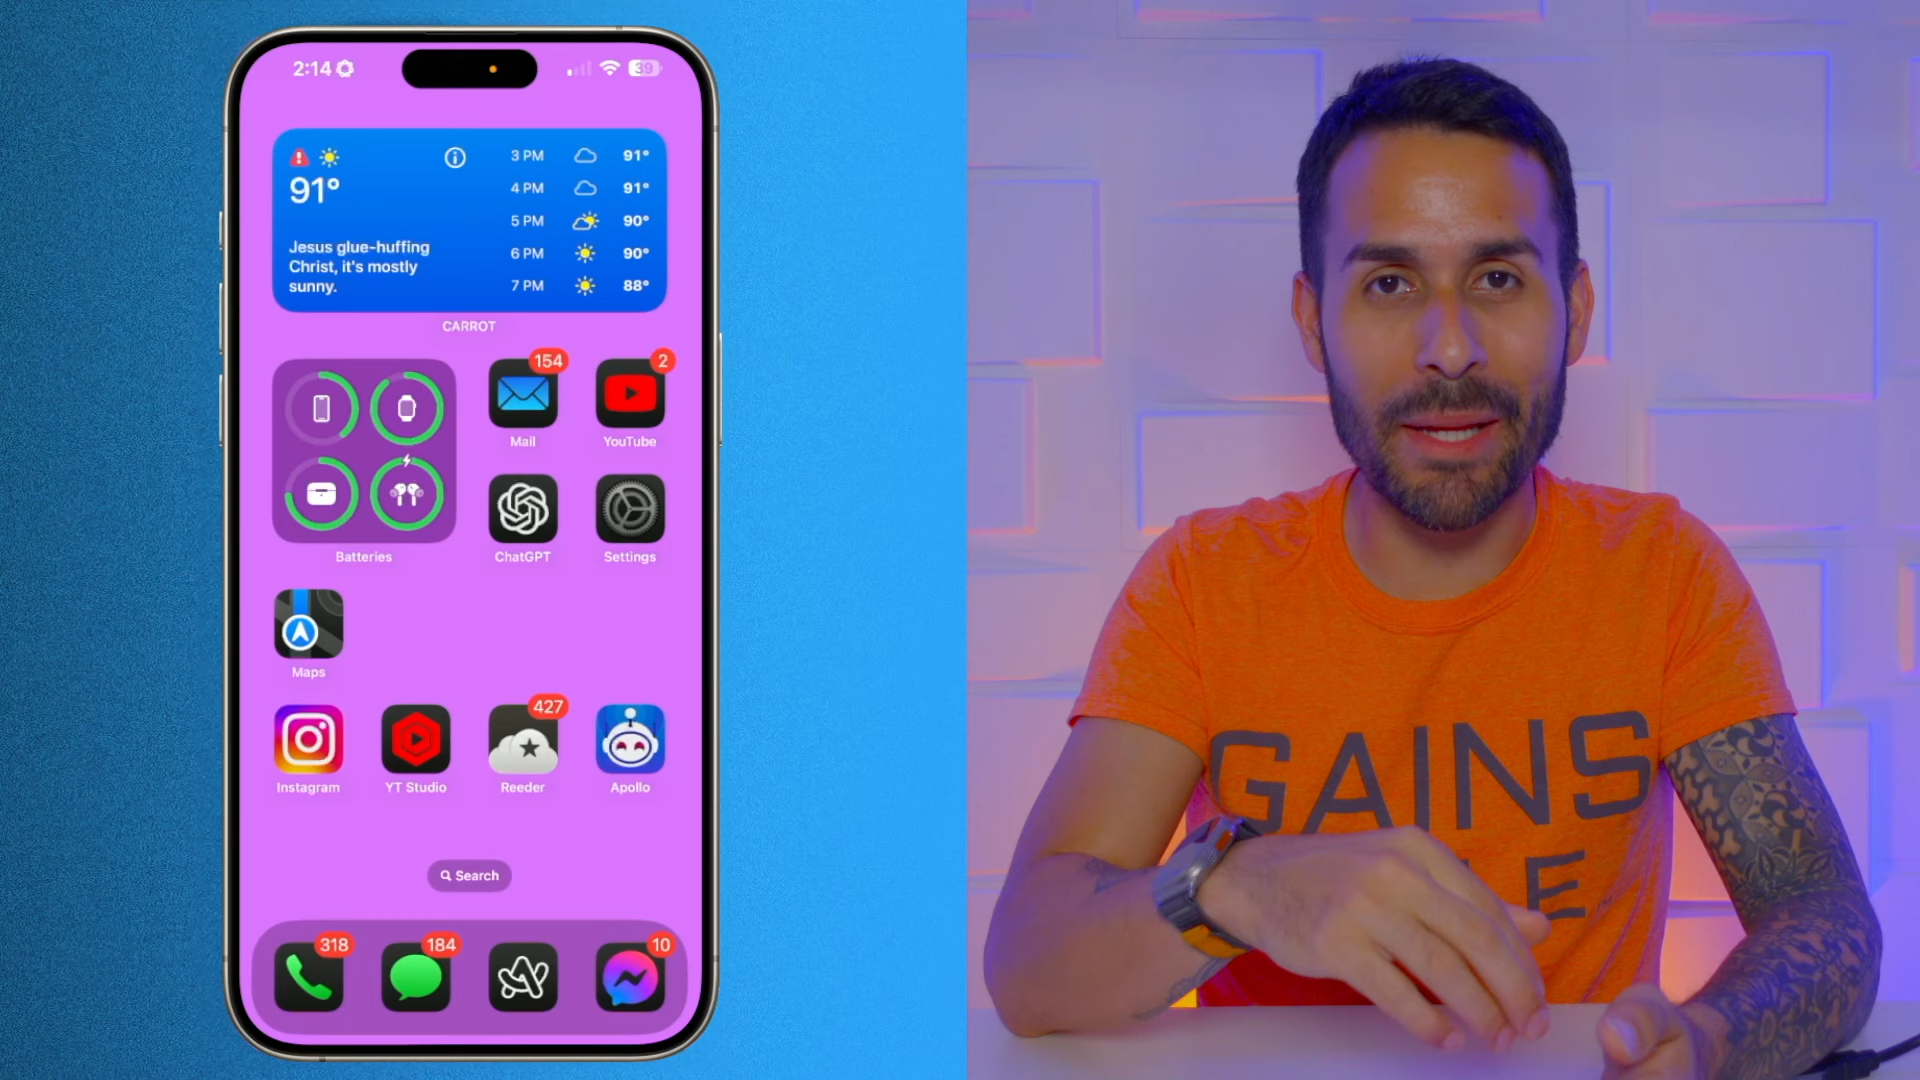 2:14
39
91°
Jesus glue-huffing
Christ, it's mostly
sunny.
3 PM 91°
4 PM 91°
5 PM 90°
6 PM 90°
7 PM 88°
CARROT
154
2
Mail
YouTube
Batteries
ChatGPT
Settings
Maps
427
Instagram
YT Studio
Reeder
Apollo
Search
318
184
10
GAINS
LE